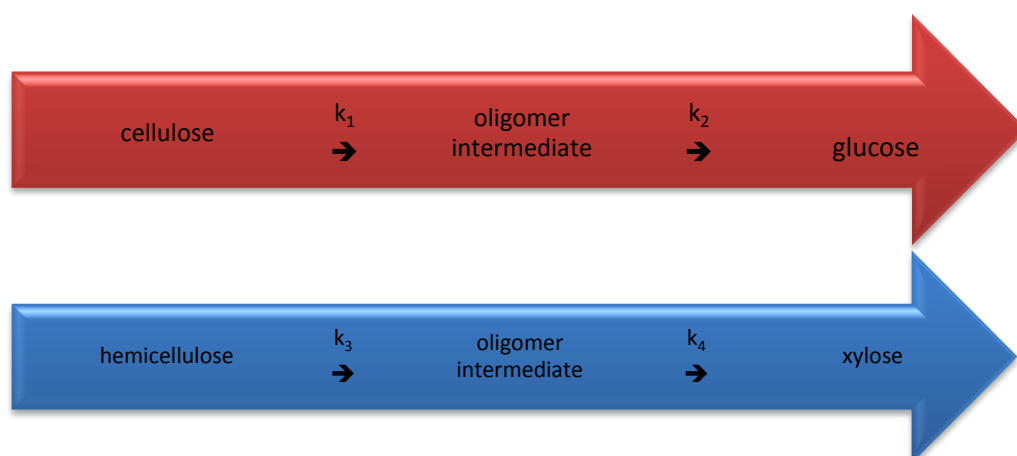 cellulose
k₁
➔
oligomer
intermediate
k₂
➔
glucose
hemicellulose
k₃
➔
oligomer
intermediate
k₄
➔
xylose